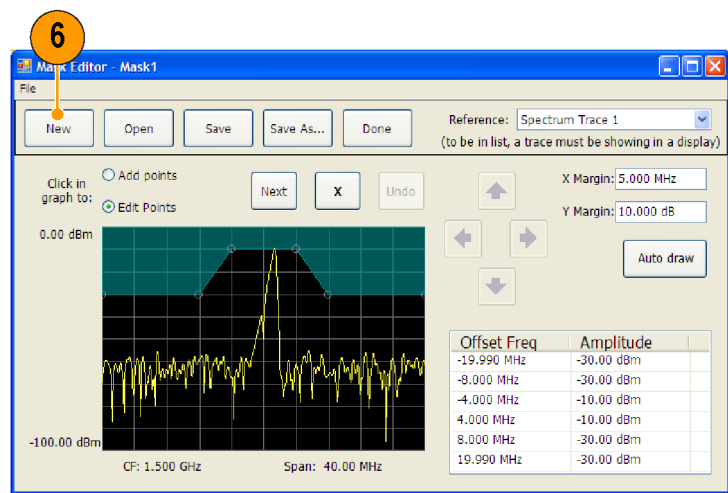 6
Mask Editor - Mask1
File
New
Open
Save
Save As...
Done
Reference:
Spectrum Trace 1
(to be in list, a trace must be showing in a display)
Click in
graph to:
Add points
Edit Points
Next
X
Undo
X Margin:
5.000 MHz
Y Margin:
10.000 dB
Auto draw
0.00 dBm
-100.00 dBm
CF: 1.500 GHz
Span: 40.00 MHz
Offset Freq Amplitude
-19.990 MHz -30.00 dBm
-8.000 MHz -30.00 dBm
-4.000 MHz -10.00 dBm
4.000 MHz -10.00 dBm
8.000 MHz -30.00 dBm
19.990 MHz -30.00 dBm